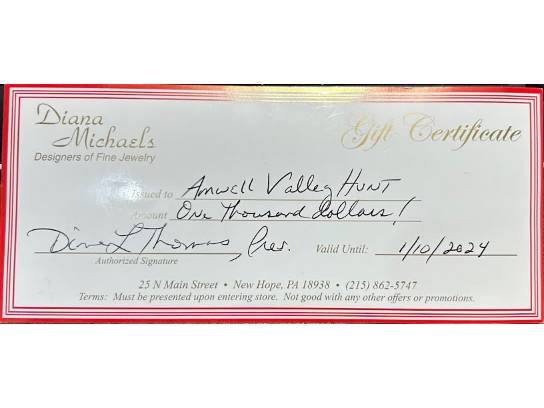 Diana
Michaels
Designers of Fine Jewelry
Gift Certificate
Issued to Amwell Valley Hunt
Amount One Thousand dollars!
Diana L Thomas, Pres. Valid Until: 1/10/2024
Authorized Signature
25 N Main Street • New Hope, PA 18938 • (215) 862-5747
Terms: Must be presented upon entering store. Not good with any other offers or promotions.